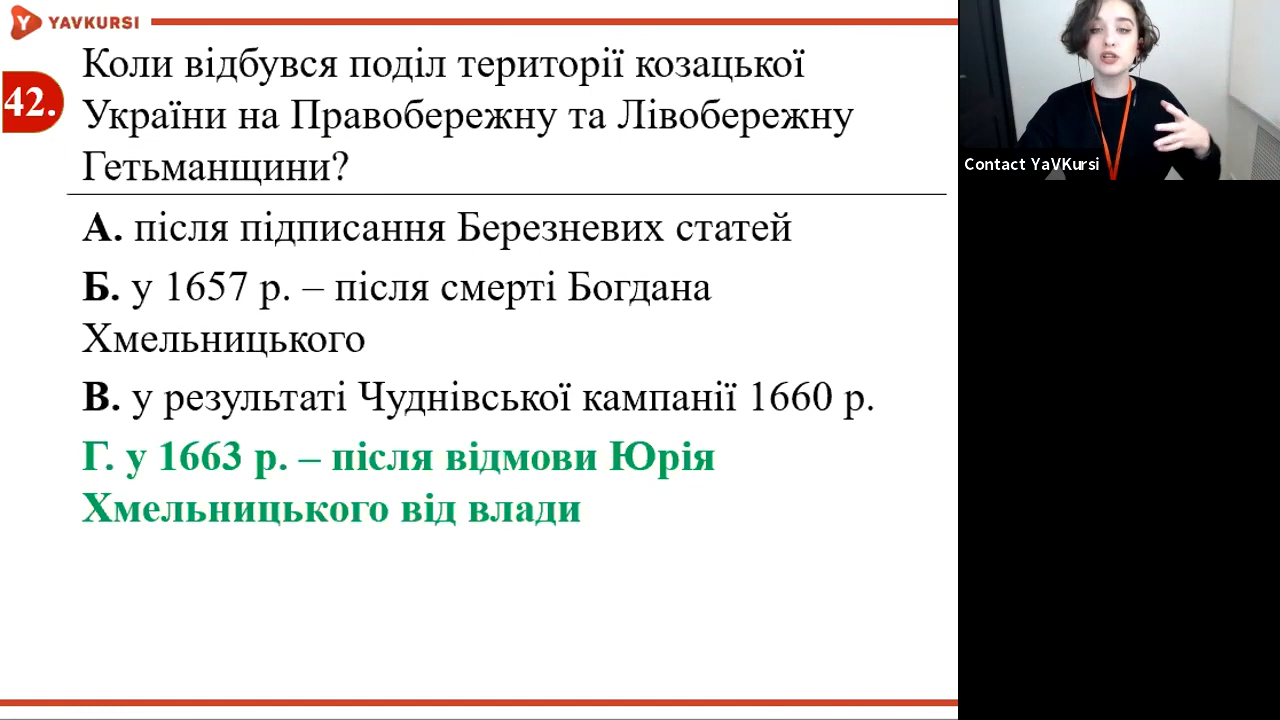 YAVKURSI
42.
Коли відбувся поділ території козацької
України на Правобережну та Лівобережну
Гетьманщини?
А. після підписання Березневих статей
Б. у 1657 р. – після смерті Богдана
Хмельницького
В. у результаті Чуднівської кампанії 1660 р.
Г. у 1663 р. – після відмови Юрія
Хмельницького від влади
Contact YaVKursi